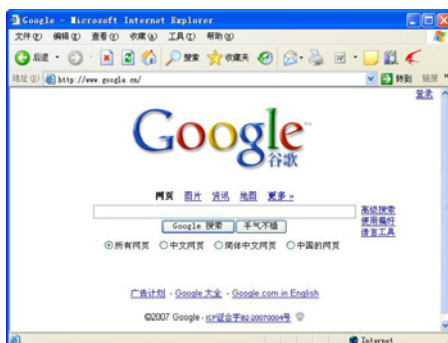 Google - Microsoft Internet Explorer
文件(F) 编辑(E) 查看(V) 收藏(A) 工具(T) 帮助(H)
后退 搜索 收藏夹
地址(D) http://www.google.cn/ 转到 链接 »
登录
Google™
谷歌
网页 图片 资讯 地图 更多 »
高级搜索
使用偏好
语言工具
Google 搜索 手气不错
所有网页 中文网页 简体中文网页 中国的网页
广告计划 - Google 大全 - Google.com in English
©2007 Google - ICP证合字B2-20070004号
Internet